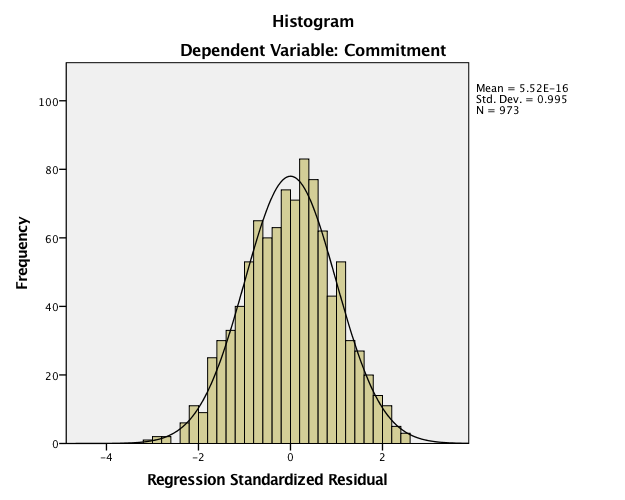 Histogram
Dependent Variable: Commitment
Mean = 5.52E-16
Std. Dev. = 0.995
N = 973
100
80
60
40
20
0
Frequency
-4
-2
0
2
Regression Standardized Residual